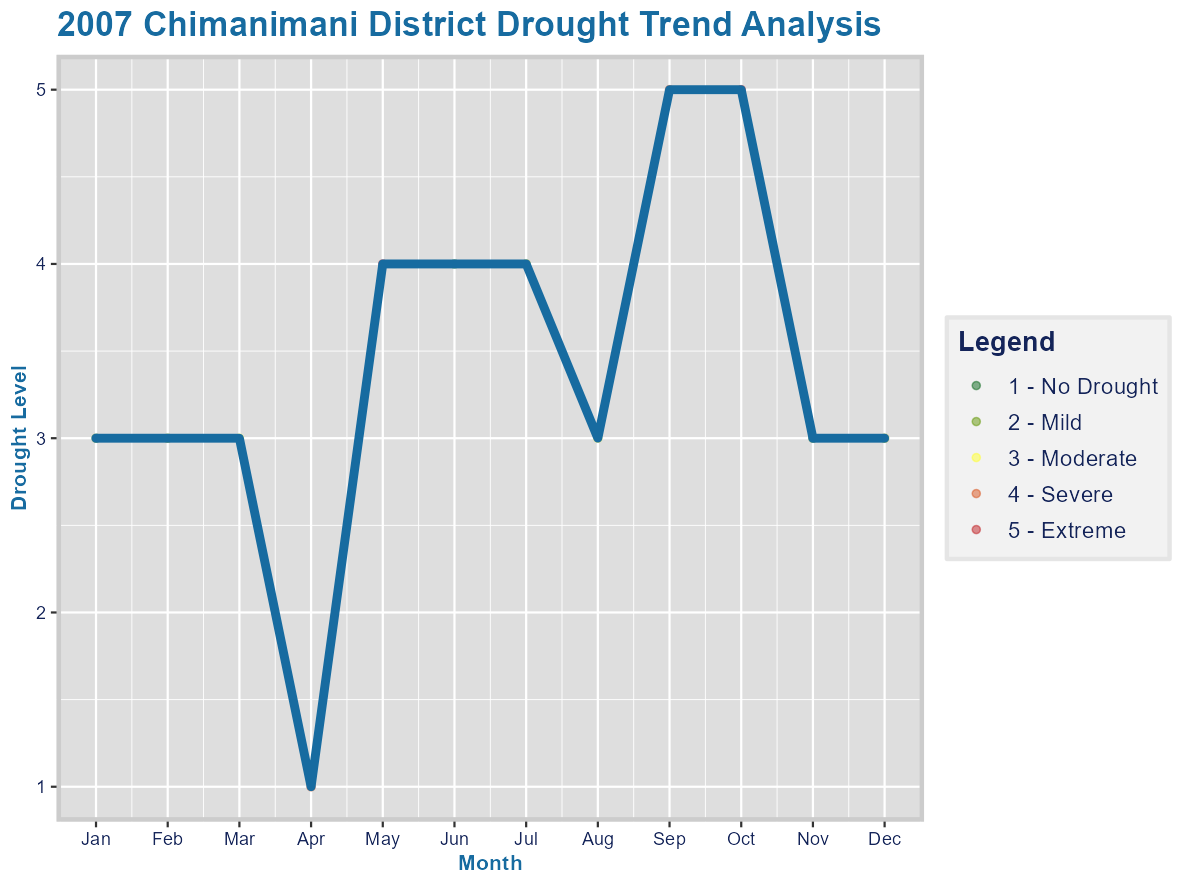 2007 Chimanimani District Drought Trend Analysis
Drought Level
5
4
3
2
1
Jan Feb Mar Apr May Jun Jul Aug Sep Oct Nov Dec
Month
Legend
1 - No Drought
2 - Mild
3 - Moderate
4 - Severe
5 - Extreme